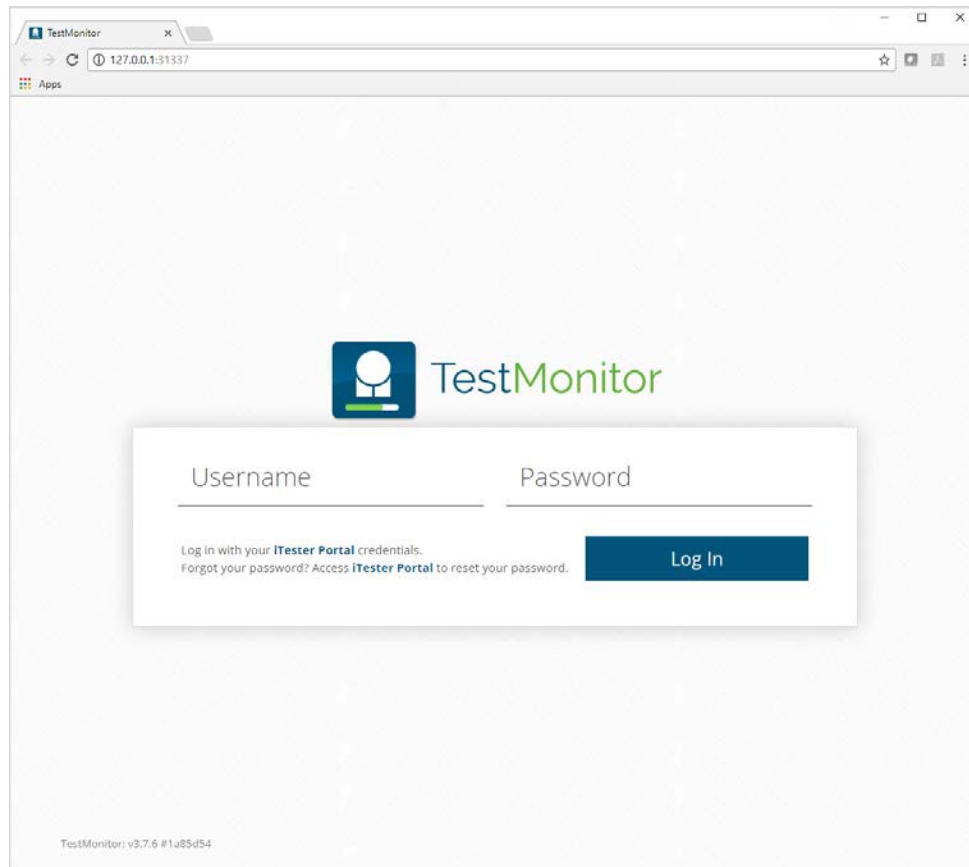 TestMonitor
127.0.0.1:31337
Apps
TestMonitor
Username
Password
Log in with your iTester Portal credentials.
Forgot your password? Access iTester Portal to reset your password.
Log In
TestMonitor: v3.7.6 #1a85d54